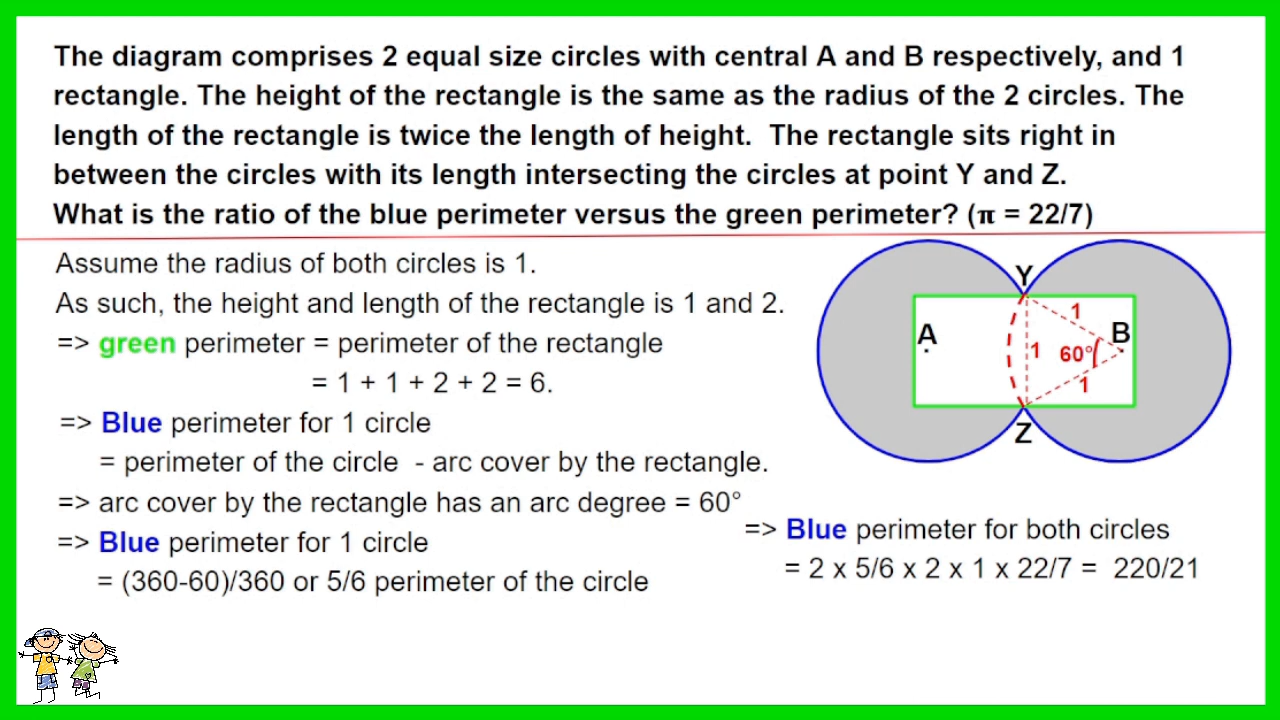 The diagram comprises 2 equal size circles with central A and B respectively, and 1
rectangle. The height of the rectangle is the same as the radius of the 2 circles. The
length of the rectangle is twice the length of height. The rectangle sits right in
between the circles with its length intersecting the circles at point Y and Z.
What is the ratio of the blue perimeter versus the green perimeter? (π = 22/7)
Assume the radius of both circles is 1.
As such, the height and length of the rectangle is 1 and 2.
=> green perimeter = perimeter of the rectangle
= 1 + 1 + 2 + 2 = 6.
=> Blue perimeter for 1 circle
= perimeter of the circle - arc cover by the rectangle.
=> arc cover by the rectangle has an arc degree = 60°
=> Blue perimeter for 1 circle
= (360-60)/360 or 5/6 perimeter of the circle
Y
1
A
B
1
60°
1
Z
=> Blue perimeter for both circles
= 2 x 5/6 x 2 x 1 x 22/7 = 220/21